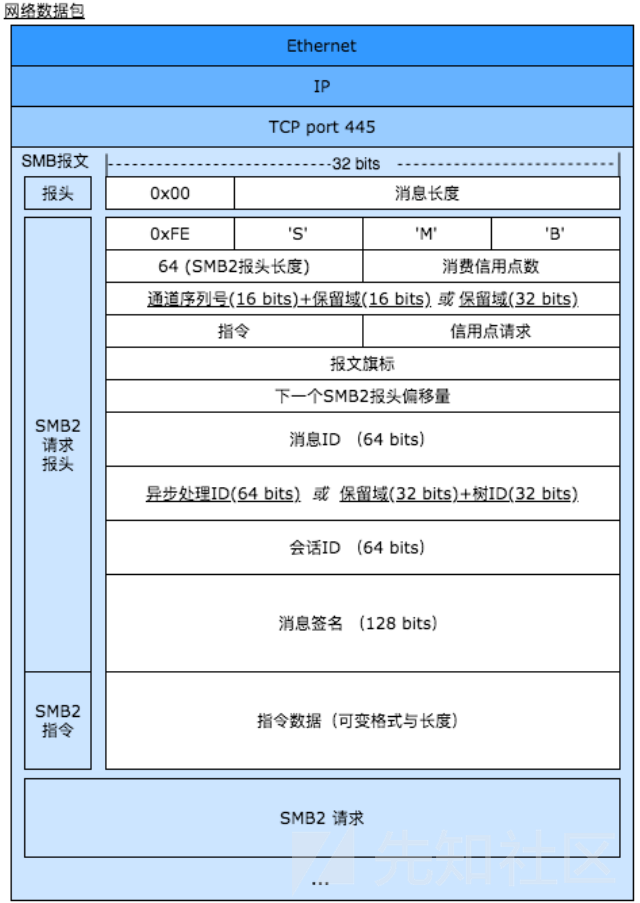 网络数据包
Ethernet
IP
TCP port 445
SMB报文
32 bits
报头
0x00
消息长度
SMB2
请求
报头
0xFE
'S'
'M'
'B'
64 (SMB2报头长度)
消费信用点数
通道序列号(16 bits)+保留域(16 bits) 或 保留域(32 bits)
指令
信用点请求
报文旗标
下一个SMB2报头偏移量
消息ID (64 bits)
异步处理ID(64 bits) 或 保留域(32 bits)+树ID(32 bits)
会话ID (64 bits)
消息签名 (128 bits)
SMB2
指令
指令数据 (可变格式与长度)
SMB2 请求
...
先知社区